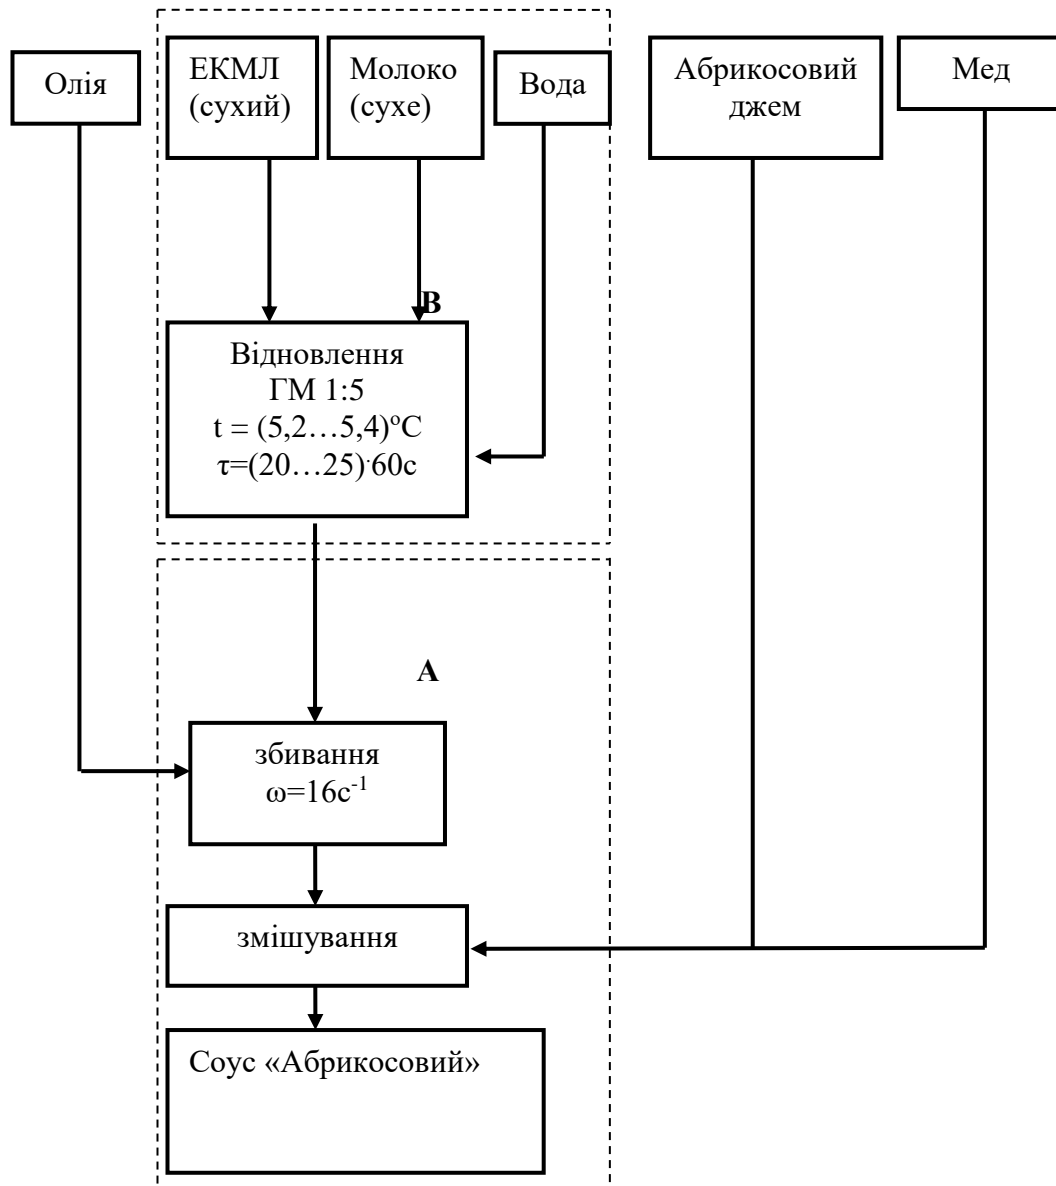 Олія
ЕКМЛ
(сухий)
Молоко
(сухе)
Вода
Абрикосовий
джем
Мед
В
Відновлення
ГМ 1:5
t = (5,2…5,4)ºС
τ=(20…25)·60с
А
збивання
ω=16с⁻¹
змішування
Соус «Абрикосовий»